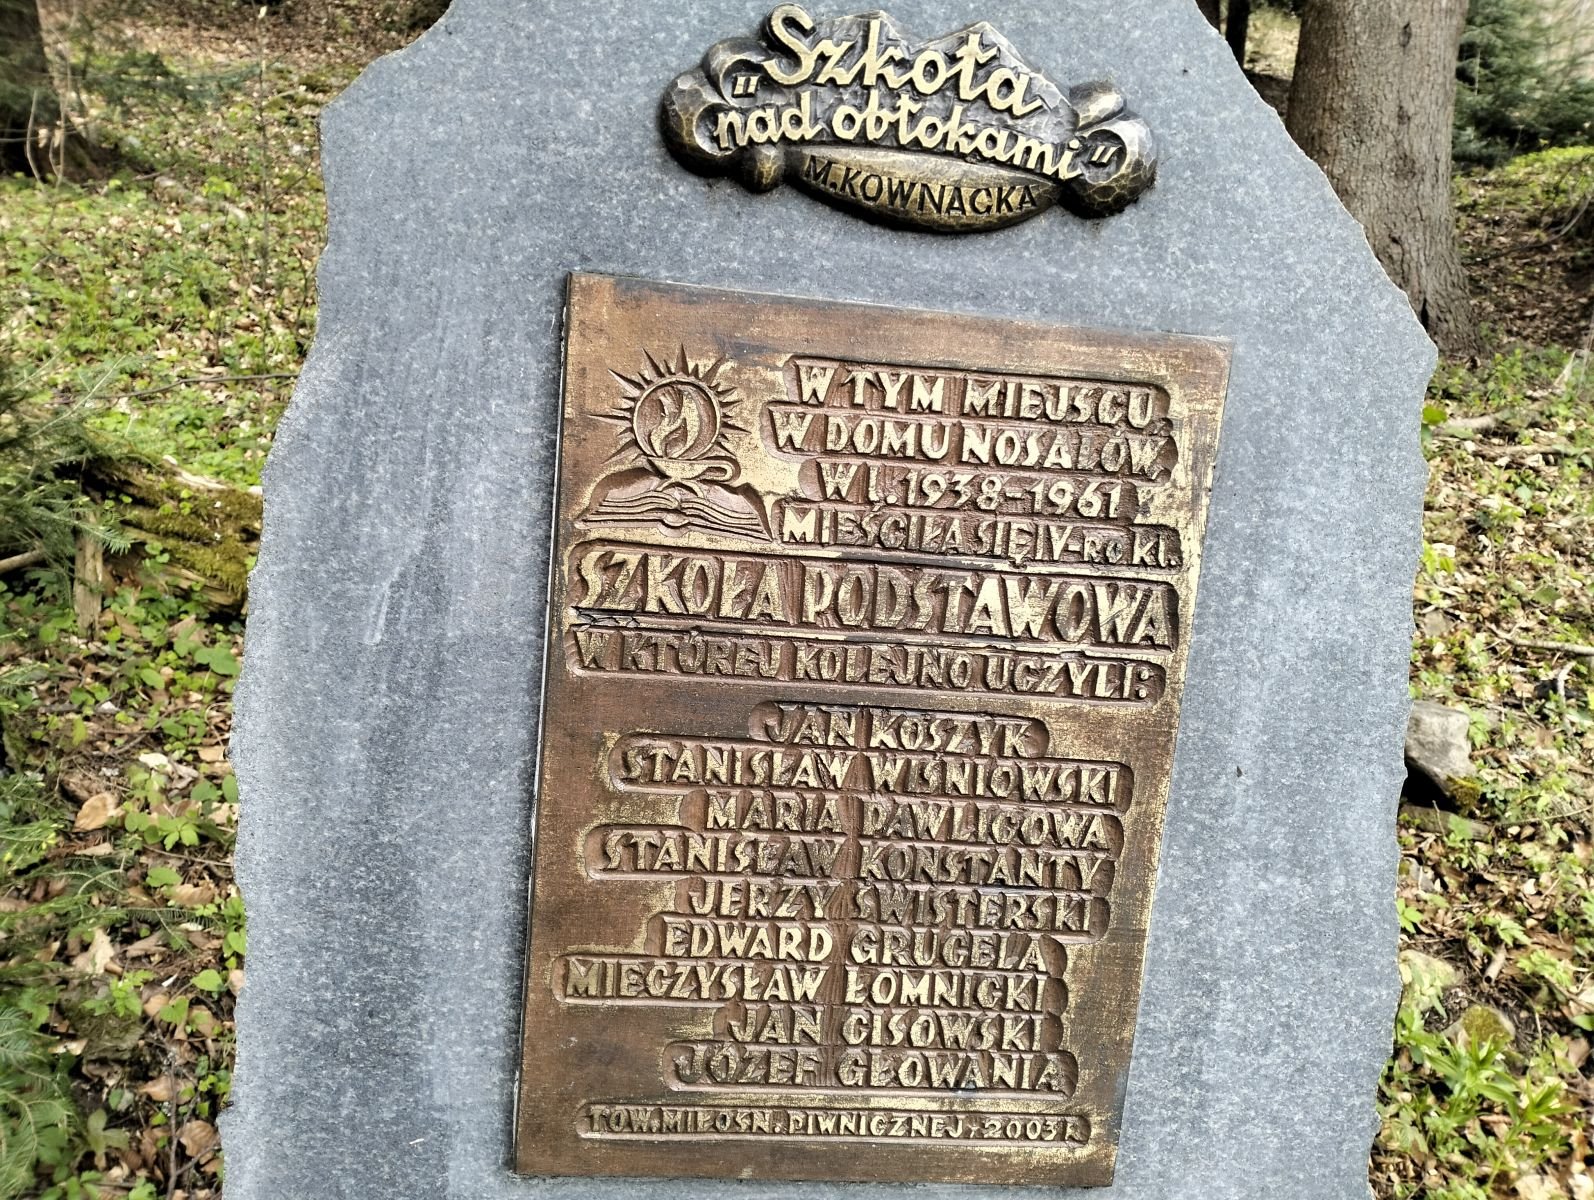 "Szkoła
nad obłokami"
M. KOWNACKA
W TYM MIEJSCU,
W DOMU NOSALÓW,
W L. 1938-1961
MIEŚCIŁA SIĘ IV-RO KL.
SZKOŁA PODSTAWOWA
W KTÓREJ KOLEJNO UCZYLI:
JAN KOSZYK
STANISŁAW WIŚNIOWSKI
MARIA PAWLICOWA
STANISŁAW KONSTANTY
JERZY ŚWISTERSKI
EDWARD GRUCELA
MIECZYSŁAW ŁOMNICKI
JAN CISOWSKI
JÓZEF GŁOWANIA
TOW. MIŁOŚN. PIWNICZNEJ, 2003 R.